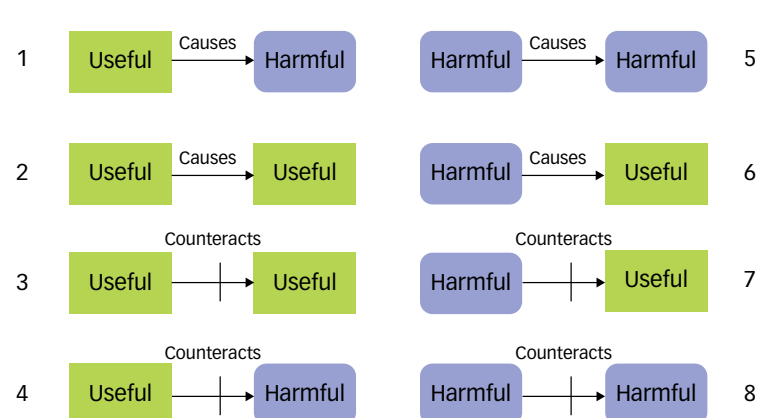 Causes Causes
1 Useful Harmful Harmful Harmful 5
Causes Causes
2 Useful Useful Harmful Useful 6
Counteracts Counteracts
3 Useful Useful Harmful Useful 7
Counteracts Counteracts
4 Useful Harmful Harmful Harmful 8